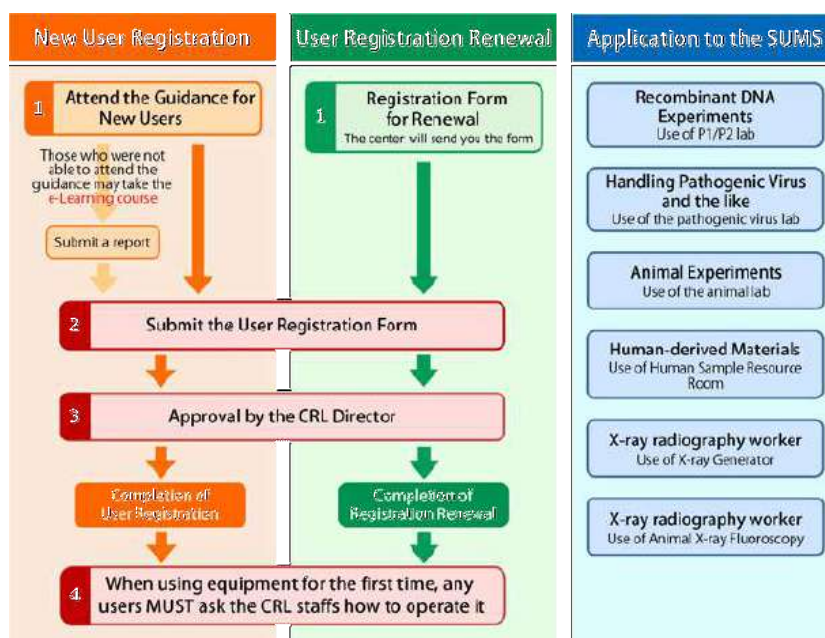 New User Registration
1
Attend the Guidance for
New Users
Those who were not
able to attend the
guidance may take the
e-Learning course
Submit a report
User Registration Renewal
1
Registration Form
for Renewal
The center will send you the form
2
Submit the User Registration Form
3
Approval by the CRL Director
Completion of
User Registration
Completion of
Registration Renewal
4
When using equipment for the first time, any
users MUST ask the CRL staffs how to operate it
Application to the SUMS
Recombinant DNA
Experiments
Use of P1/P2 lab
Handling Pathogenic Virus
and the like
Use of the pathogenic virus lab
Animal Experiments
Use of the animal lab
Human-derived Materials
Use of Human Sample Resource
Room
X-ray radiography worker
Use of X-ray Generator
X-ray radiography worker
Use of Animal X-ray Fluoroscopy